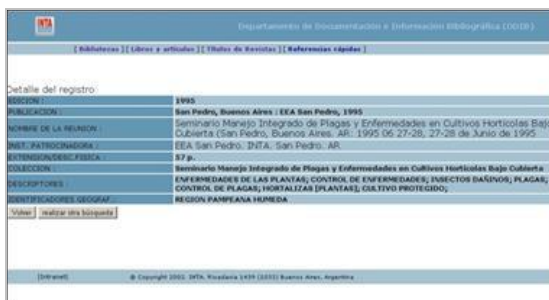 INTA
Departamento de Documentación e Información Bibliográfica (DDIB)
[ Bibliotecas ][ Libros y artículos ][ Títulos de Revistas ][ Referencias rápidas ]
Detalle del registro
EDICION : 1995
PUBLICACION : San Pedro, Buenos Aires : EEA San Pedro, 1995
NOMBRE DE LA REUNION : Seminario Manejo Integrado de Plagas y Enfermedades en Cultivos Hortícolas Bajo
Cubierta (San Pedro, Buenos Aires. AR: 1995 06 27-28, 27-28 de Junio de 1995
INST. PATROCINADORA : EEA San Pedro. INTA. San Pedro. AR
EXTENSION/DESC.FISICA : 57 p.
COLECCION : Seminario Manejo Integrado de Plagas y Enfermedades en Cultivos Hortícolas Bajo Cubierta
DESCRIPTORES : ENFERMEDADES DE LAS PLANTAS; CONTROL DE ENFERMEDADES; INSECTOS DAÑINOS; PLAGAS;
CONTROL DE PLAGAS; HORTALIZAS [PLANTAS]; CULTIVO PROTEGIDO;
IDENTIFICADORES GEOGRAF. : REGION PAMPEANA HUMEDA
Volver realizar otra búsqueda
[Intranet] © Copyright 2002. INTA. Rivadavia 1439 (1033) Buenos Aires. Argentina